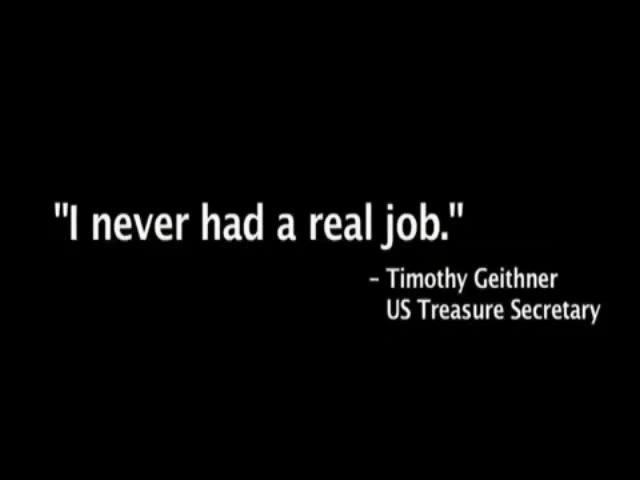 "I never had a real job."
– Timothy Geithner
US Treasure Secretary